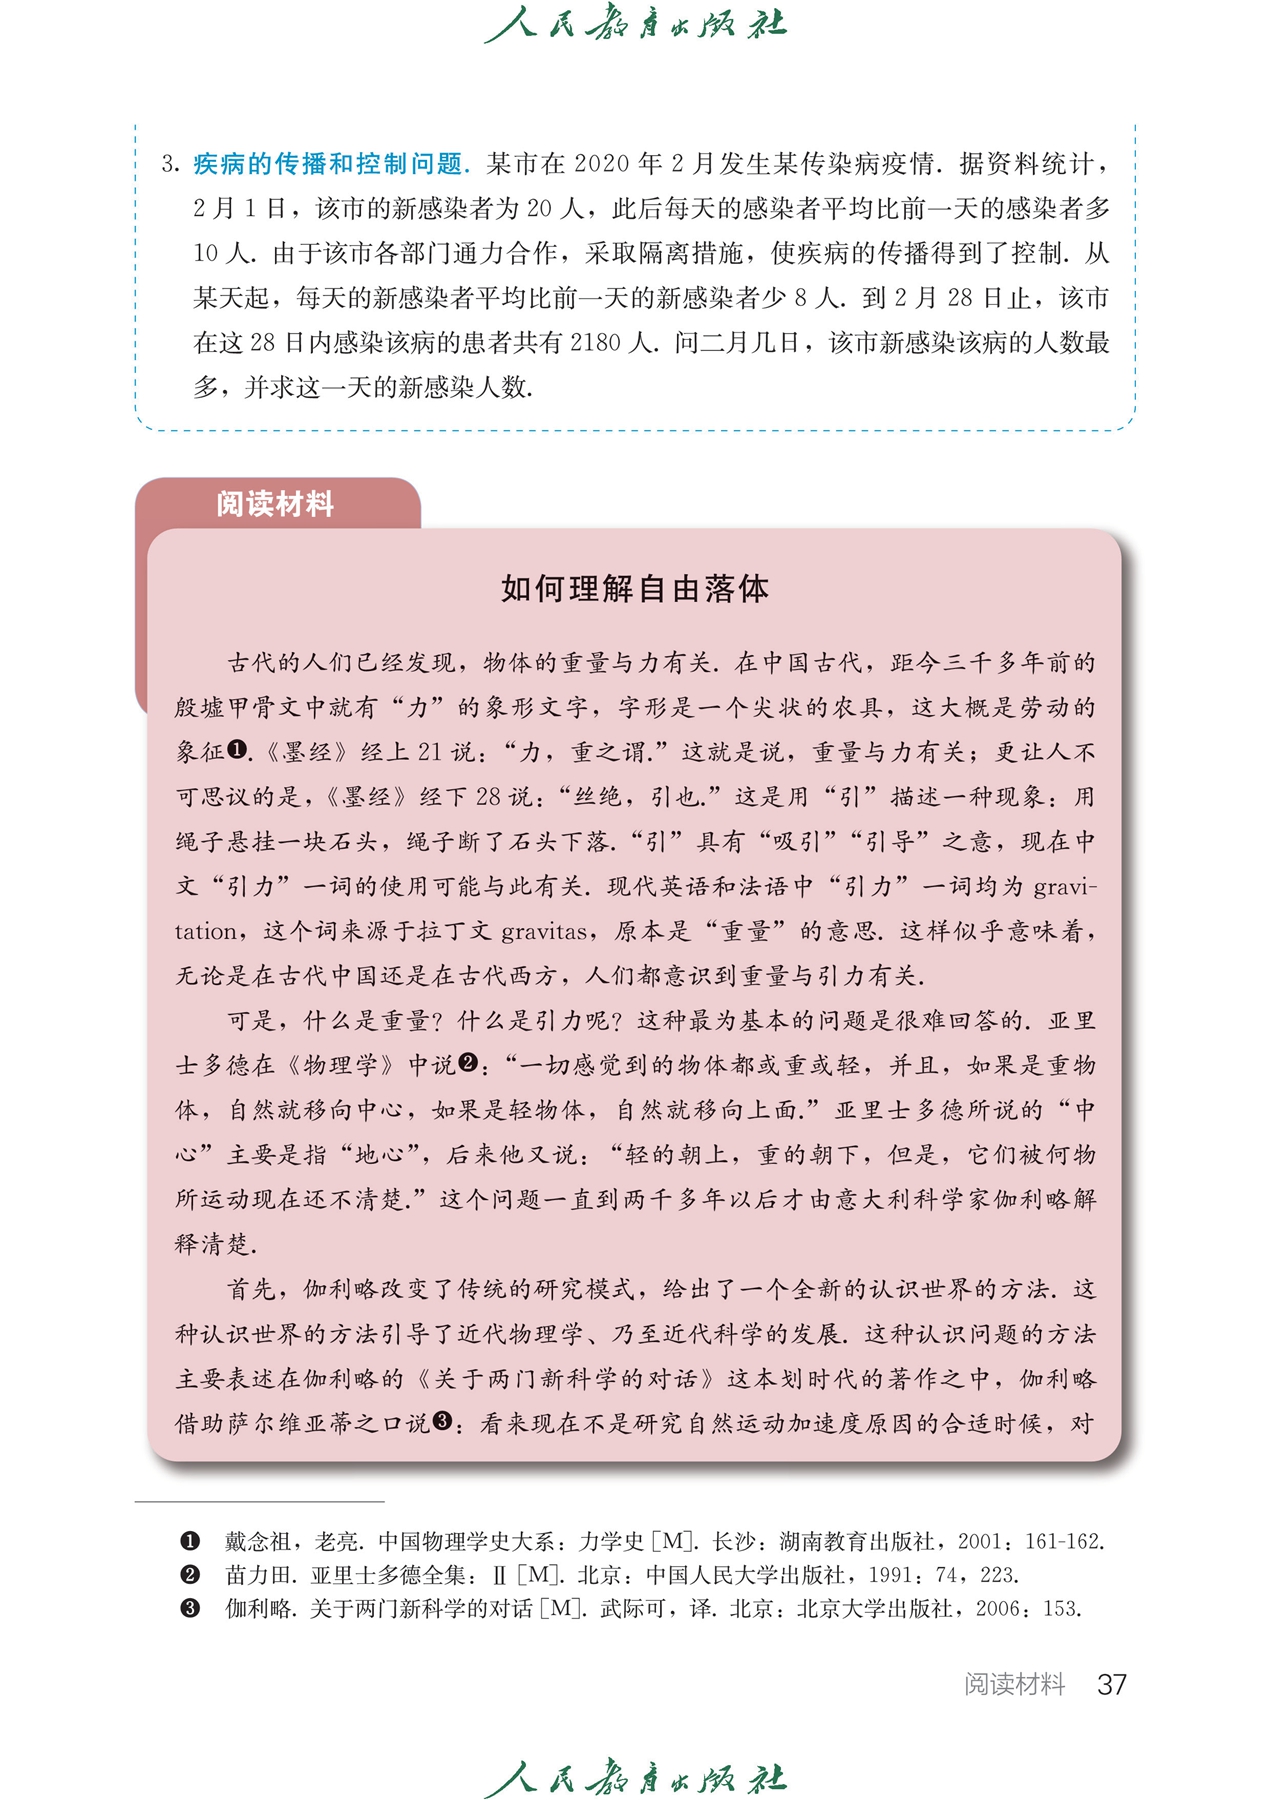 人民教育出版社
3. 疾病的传播和控制问题. 某市在 2020 年 2 月发生某传染病疫情. 据资料统计，
2 月 1 日，该市的新感染者为 20 人，此后每天的感染者平均比前一天的感染者多
10 人. 由于该市各部门通力合作，采取隔离措施，使疾病的传播得到了控制. 从
某天起，每天的新感染者平均比前一天的新感染者少 8 人. 到 2 月 28 日止，该市
在这 28 日内感染该病的患者共有 2180 人. 问二月几日，该市新感染该病的人数最
多，并求这一天的新感染人数.
阅读材料
如何理解自由落体
古代的人们已经发现，物体的重量与力有关. 在中国古代，距今三千多年前的
殷墟甲骨文中就有“力”的象形文字，字形是一个尖状的农具，这大概是劳动的
象征❶.《墨经》经上 21 说：“力，重之谓.”这就是说，重量与力有关；更让人不
可思议的是，《墨经》经下 28 说：“丝绝，引也.”这是用“引”描述一种现象：用
绳子悬挂一块石头，绳子断了石头下落.“引”具有“吸引”“引导”之意，现在中
文“引力”一词的使用可能与此有关. 现代英语和法语中“引力”一词均为 gravi-
tation，这个词来源于拉丁文 gravitas，原本是“重量”的意思. 这样似乎意味着，
无论是在古代中国还是在古代西方，人们都意识到重量与引力有关.
可是，什么是重量？什么是引力呢？这种最为基本的问题是很难回答的. 亚里
士多德在《物理学》中说❷：“一切感觉到的物体都或重或轻，并且，如果是重物
体，自然就移向中心，如果是轻物体，自然就移向上面.”亚里士多德所说的“中
心”主要是指“地心”，后来他又说：“轻的朝上，重的朝下，但是，它们被何物
所运动现在还不清楚.”这个问题一直到两千多年以后才由意大利科学家伽利略解
释清楚.
首先，伽利略改变了传统的研究模式，给出了一个全新的认识世界的方法. 这
种认识世界的方法引导了近代物理学、乃至近代科学的发展. 这种认识问题的方法
主要表述在伽利略的《关于两门新科学的对话》这本划时代的著作之中，伽利略
借助萨尔维亚蒂之口说❸：看来现在不是研究自然运动加速度原因的合适时候，对
❶ 戴念祖，老亮. 中国物理学史大系：力学史［M］. 长沙：湖南教育出版社，2001：161-162.
❷ 苗力田. 亚里士多德全集：Ⅱ［M］. 北京：中国人民大学出版社，1991：74，223.
❸ 伽利略. 关于两门新科学的对话［M］. 武际可，译. 北京：北京大学出版社，2006：153.
阅读材料 37
人民教育出版社